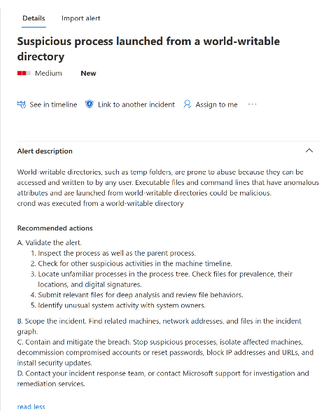 Details Import alert
Suspicious process launched from a world-writable
directory
Medium New
See in timeline Link to another incident Assign to me ...
Alert description
World-writable directories, such as temp folders, are prone to abuse because they can be
accessed and written to by any user. Executable files and command lines that have anomalous
attributes and are launched from world-writable directories could be malicious.
crond was executed from a world-writable directory
Recommended actions
A. Validate the alert.
1. Inspect the process as well as the parent process.
2. Check for other suspicious activities in the machine timeline.
3. Locate unfamiliar processes in the process tree. Check files for prevalence, their
locations, and digital signatures.
4. Submit relevant files for deep analysis and review file behaviors.
5. Identify unusual system activity with system owners.
B. Scope the incident. Find related machines, network addresses, and files in the incident
graph.
C. Contain and mitigate the breach. Stop suspicious processes, isolate affected machines,
decommission compromised accounts or reset passwords, block IP addresses and URLs, and
install security updates.
D. Contact your incident response team, or contact Microsoft support for investigation and
remediation services.
read less